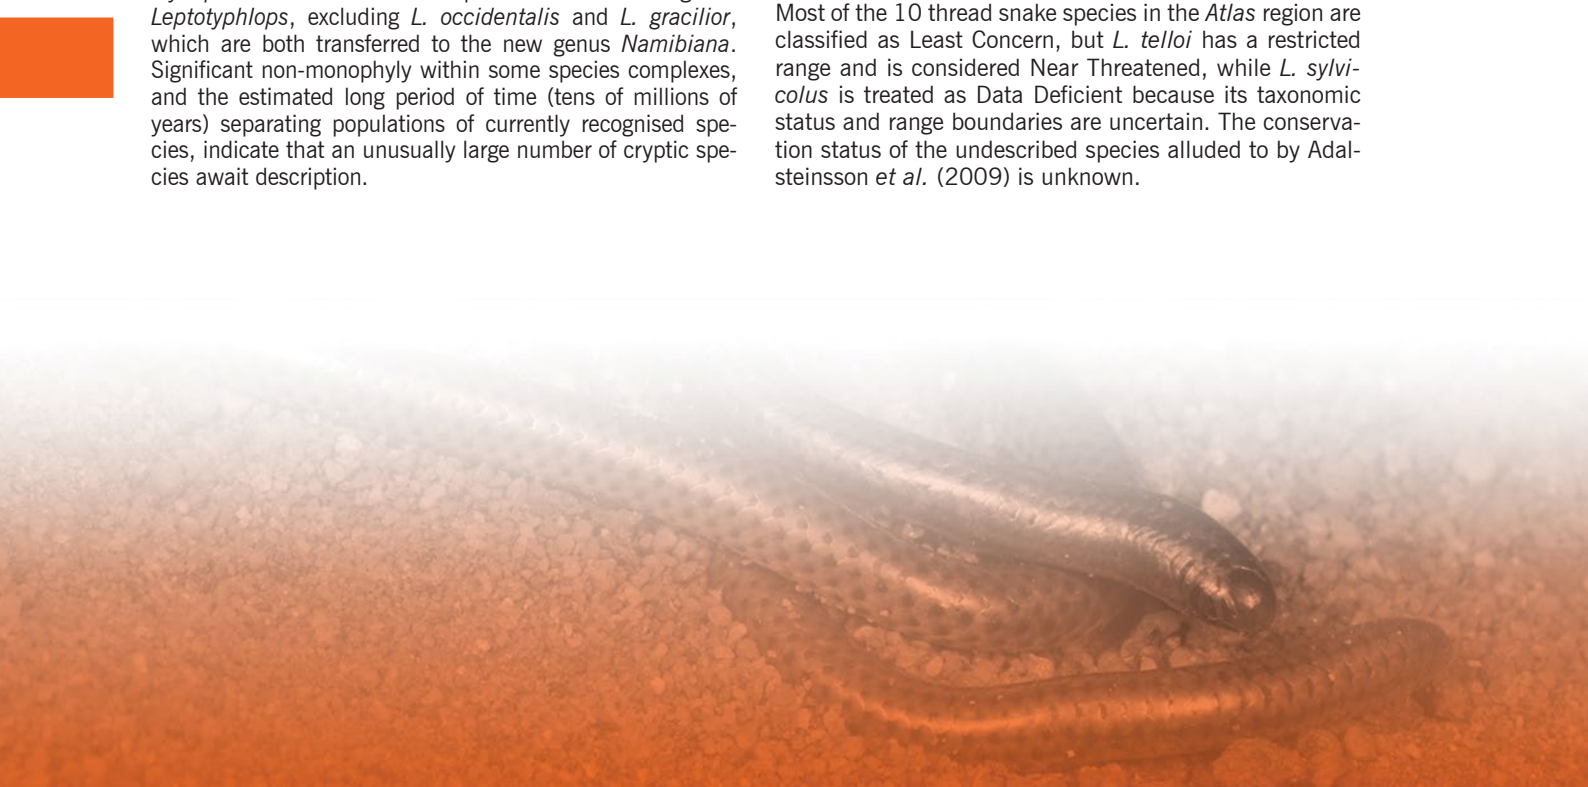 Leptotyphlops, excluding L. occidentalis and L. gracilior,
which are both transferred to the new genus Namibiana.
Significant non-monophyly within some species complexes,
and the estimated long period of time (tens of millions of
years) separating populations of currently recognised spe-
cies, indicate that an unusually large number of cryptic spe-
cies await description.
Most of the 10 thread snake species in the Atlas region are
classified as Least Concern, but L. telloi has a restricted
range and is considered Near Threatened, while L. sylvi-
colus is treated as Data Deficient because its taxonomic
status and range boundaries are uncertain. The conserva-
tion status of the undescribed species alluded to by Adal-
steinsson et al. (2009) is unknown.